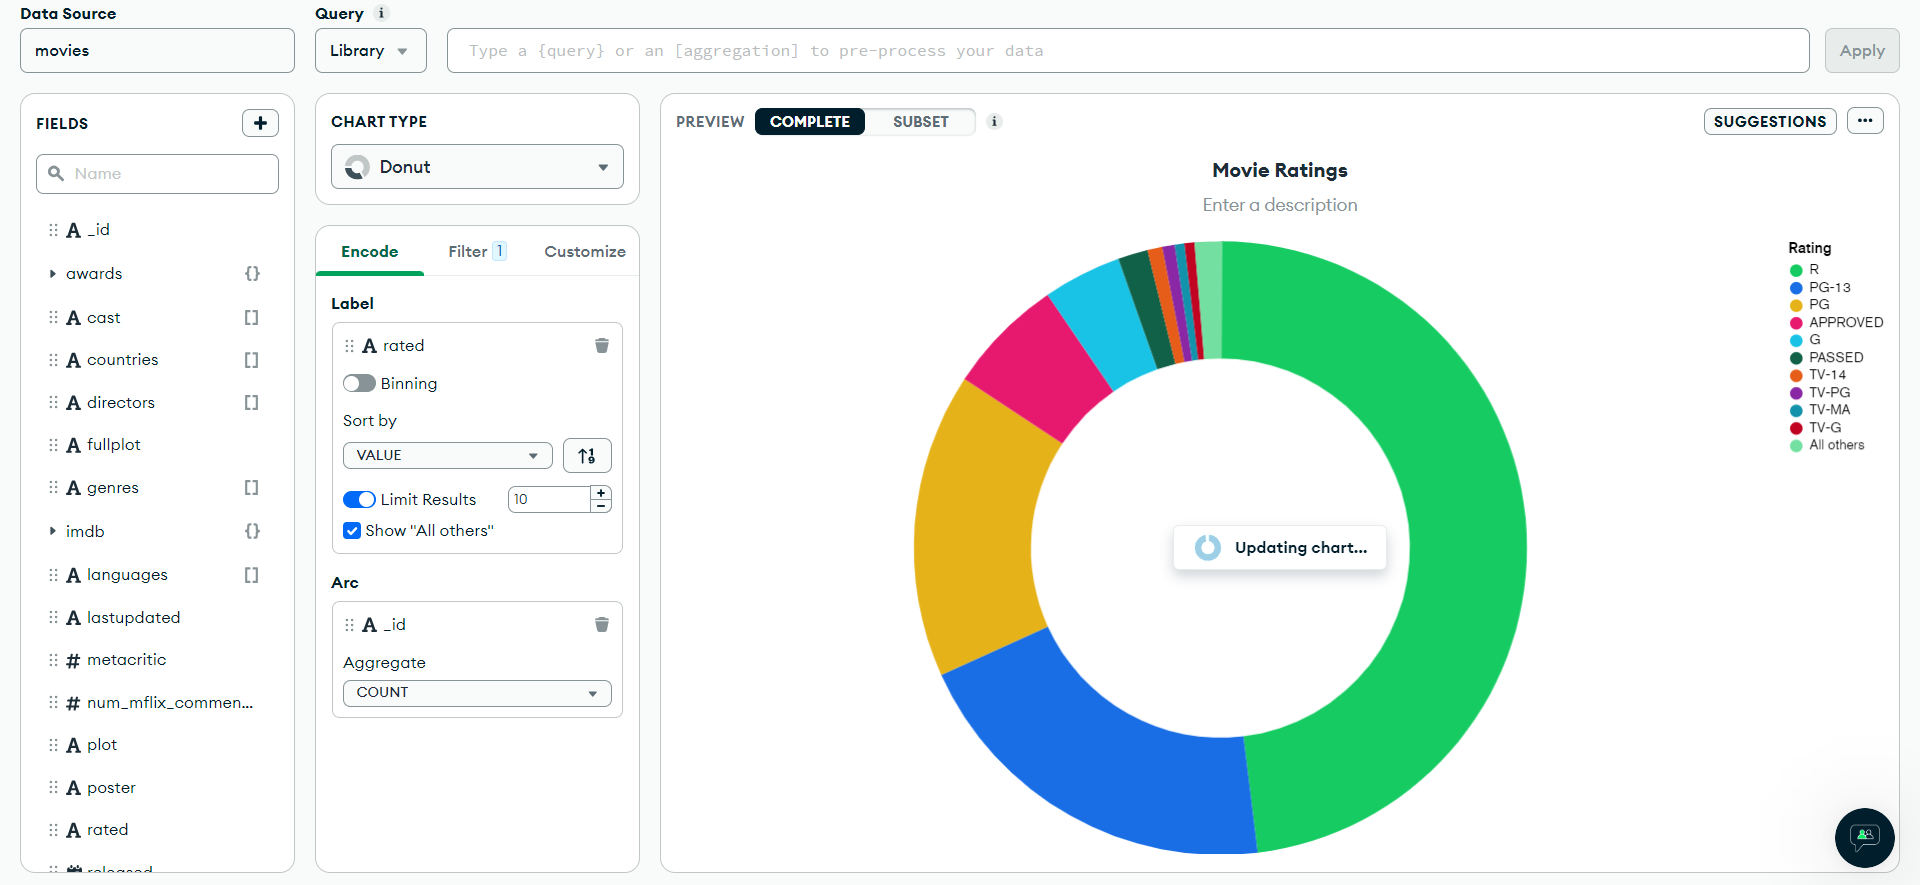 Data Source
movies
Query i
Library
Type a {query} or an [aggregation] to pre-process your data
Apply
FIELDS
+
Name
A _id
awards {}
A cast []
A countries []
A directors []
A fullplot
A genres []
imdb {}
A languages []
A lastupdated
# metacritic
# num_mflix_commen...
A plot
A poster
A rated
released
CHART TYPE
Donut
Encode
Filter 1
Customize
Label
A rated
Binning
Sort by
VALUE
1 9
Limit Results 10 + −
Show "All others"
Arc
A _id
Aggregate
COUNT
PREVIEW COMPLETE SUBSET i
SUGGESTIONS ...
Movie Ratings
Enter a description
Updating chart...
Rating
R
PG-13
PG
APPROVED
G
PASSED
TV-14
TV-PG
TV-MA
TV-G
All others